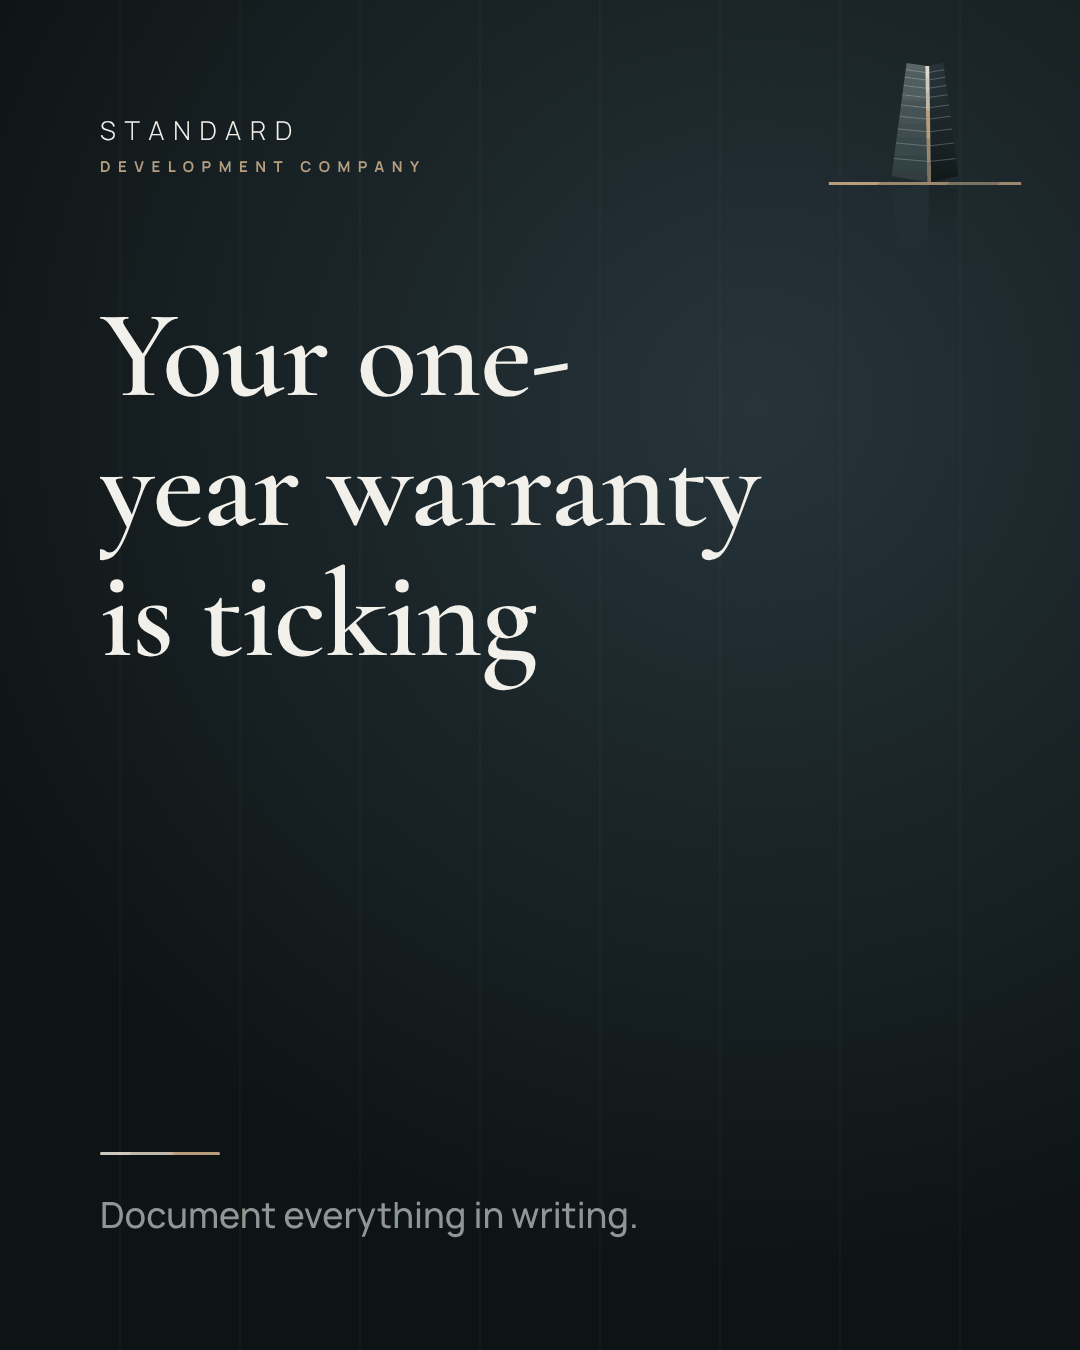 STANDARD
DEVELOPMENT COMPANY
Your one-
year warranty
is ticking
Document everything in writing.